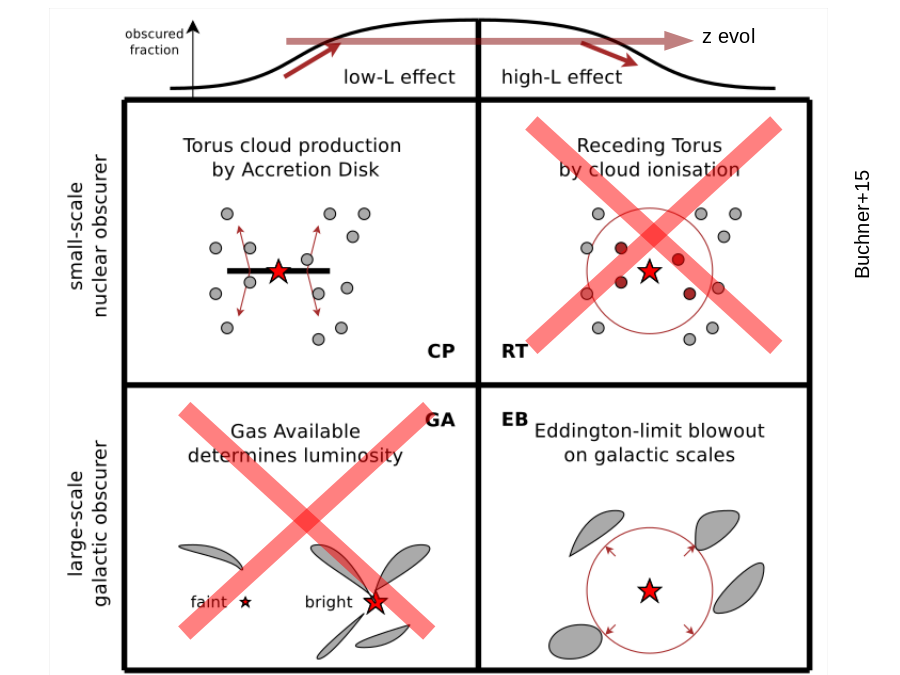 obscured
fraction
z evol
low-L effect
high-L effect
small-scale
nuclear obscurer
Torus cloud production
by Accretion Disk
CP
Receding Torus
by cloud ionisation
RT
Buchner+15
large-scale
galactic obscurer
GA
Gas Available
determines luminosity
faint
bright
EB
Eddington-limit blowout
on galactic scales